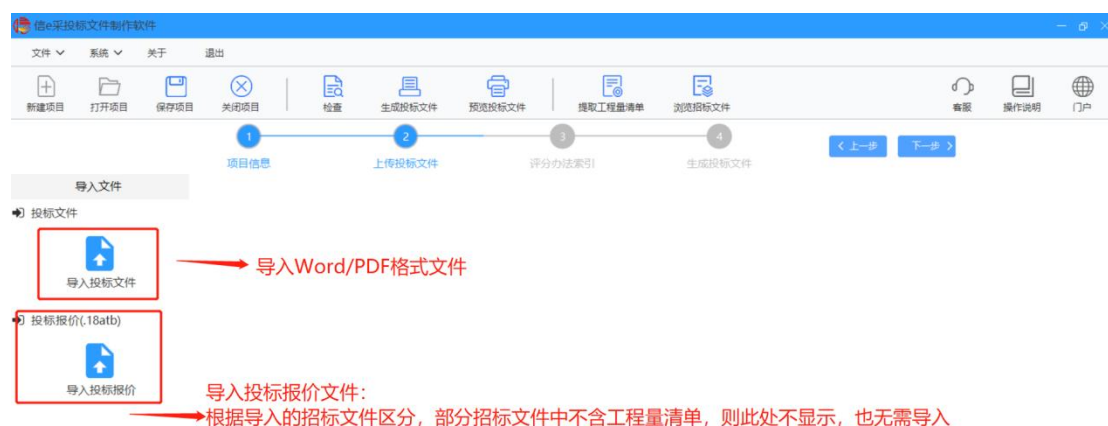 信e采投标文件制作软件
文件 系统 关于 退出
新建项目 打开项目 保存项目 关闭项目 检查 生成投标文件 预览投标文件 提取工程量清单 浏览招标文件 客服 操作说明 门户
1 2 3 4
项目信息 上传投标文件 评分办法索引 生成投标文件
< 上一步 下一步 >
导入文件
投标文件
导入投标文件
导入Word/PDF格式文件
投标报价(.18atb)
导入投标报价
导入投标报价文件：
根据导入的招标文件区分，部分招标文件中不含工程量清单，则此处不显示，也无需导入